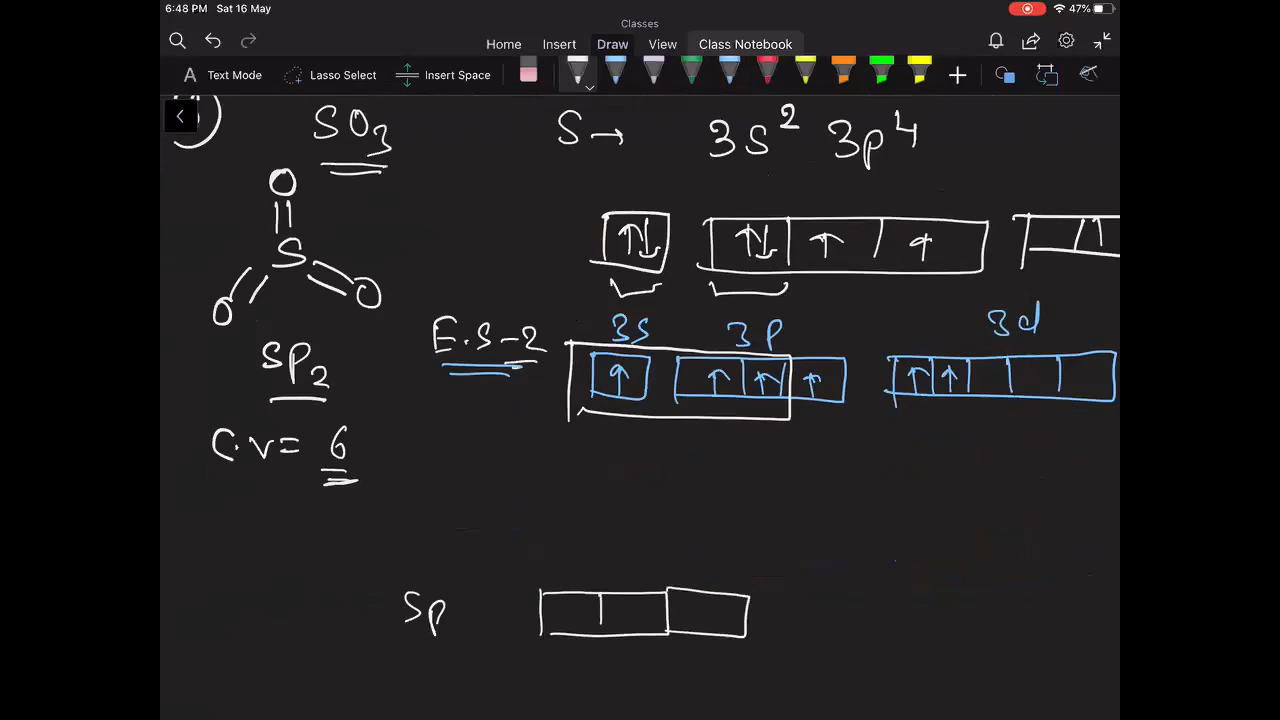 6:48 PM Sat 16 May
47%
Classes
Home Insert Draw View Class Notebook
Text Mode Lasso Select Insert Space
SO₃ S → 3s² 3p⁴
O
S
O O
E.S-2 3s 3p 3d
SP₂
C.V = 6
Sp